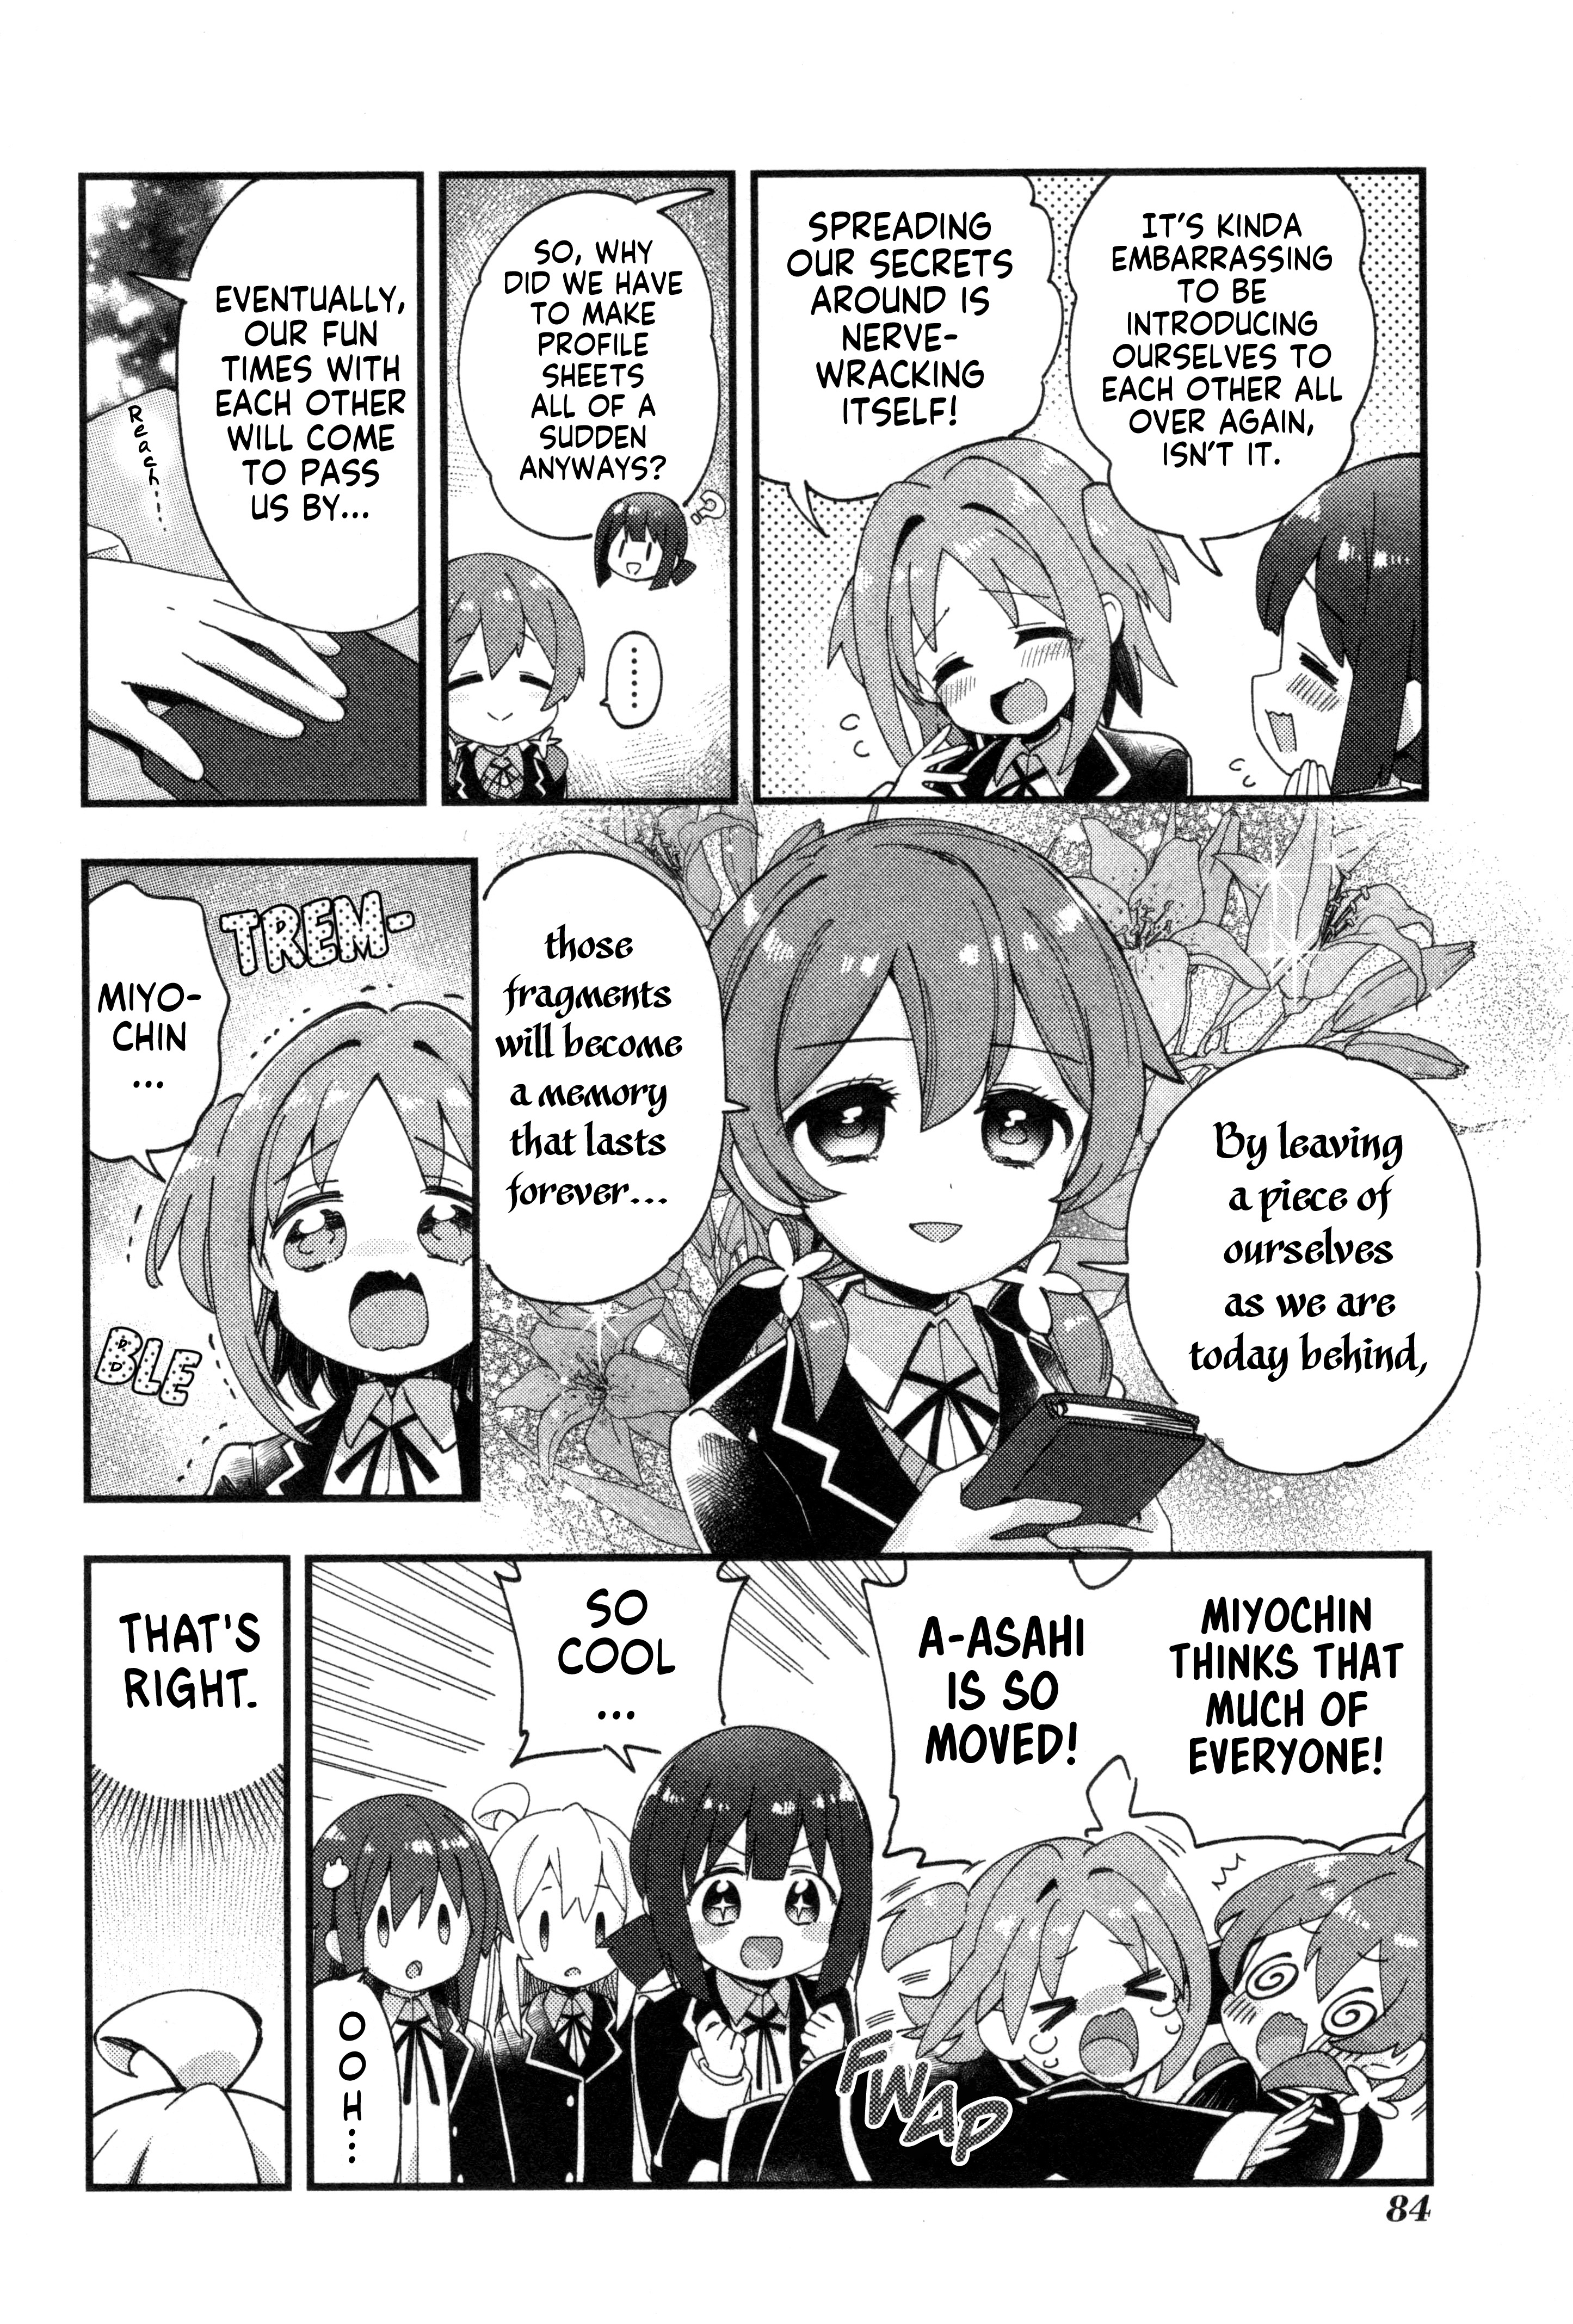 IT'S KINDA
EMBARRASSING
TO BE
INTRODUCING
OURSELVES TO
EACH OTHER ALL
OVER AGAIN,
ISN'T IT.
SPREADING
OUR SECRETS
AROUND IS
NERVE-
WRACKING
ITSELF!
SO, WHY
DID WE HAVE
TO MAKE
PROFILE
SHEETS
ALL OF A
SUDDEN
ANYWAYS?
?
......
EVENTUALLY,
OUR FUN
TIMES WITH
EACH OTHER
WILL COME
TO PASS
US BY...
Reach...
By leaving
a piece of
ourselves
as we are
today behind,
those
fragments
will become
a memory
that lasts
forever...
TREM-
MIYO-
CHIN
...
BLE
MIYOCHIN
THINKS THAT
MUCH OF
EVERYONE!
A-ASAHI
IS SO
MOVED!
FWAP
SO
COOL
...
OOH...
THAT'S
RIGHT.
84